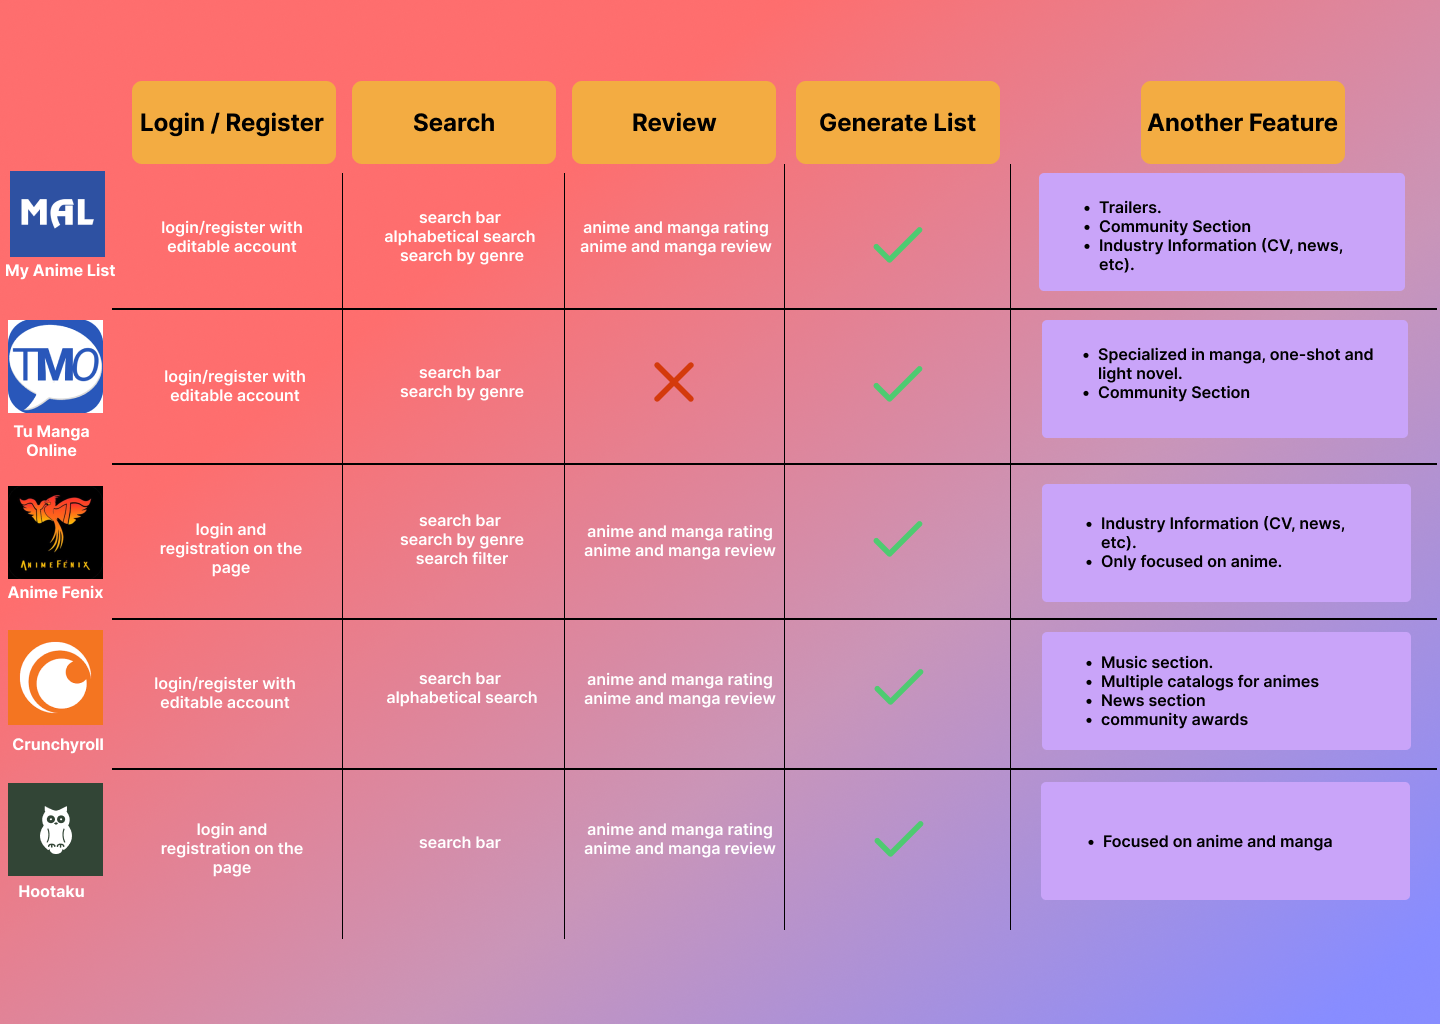 Login / Register
Search
Review
Generate List
Another Feature
MAL
My Anime List
login/register with
editable account
search bar
alphabetical search
search by genre
anime and manga rating
anime and manga review
• Trailers.
• Community Section
• Industry Information (CV, news,
etc).
TMO
Tu Manga
Online
login/register with
editable account
search bar
search by genre
• Specialized in manga, one-shot and
light novel.
• Community Section
ANIMEFÉNIX
Anime Fenix
login and
registration on the
page
search bar
search by genre
search filter
anime and manga rating
anime and manga review
• Industry Information (CV, news,
etc).
• Only focused on anime.
Crunchyroll
login/register with
editable account
search bar
alphabetical search
anime and manga rating
anime and manga review
• Music section.
• Multiple catalogs for animes
• News section
• community awards
Hootaku
login and
registration on the
page
search bar
anime and manga rating
anime and manga review
• Focused on anime and manga